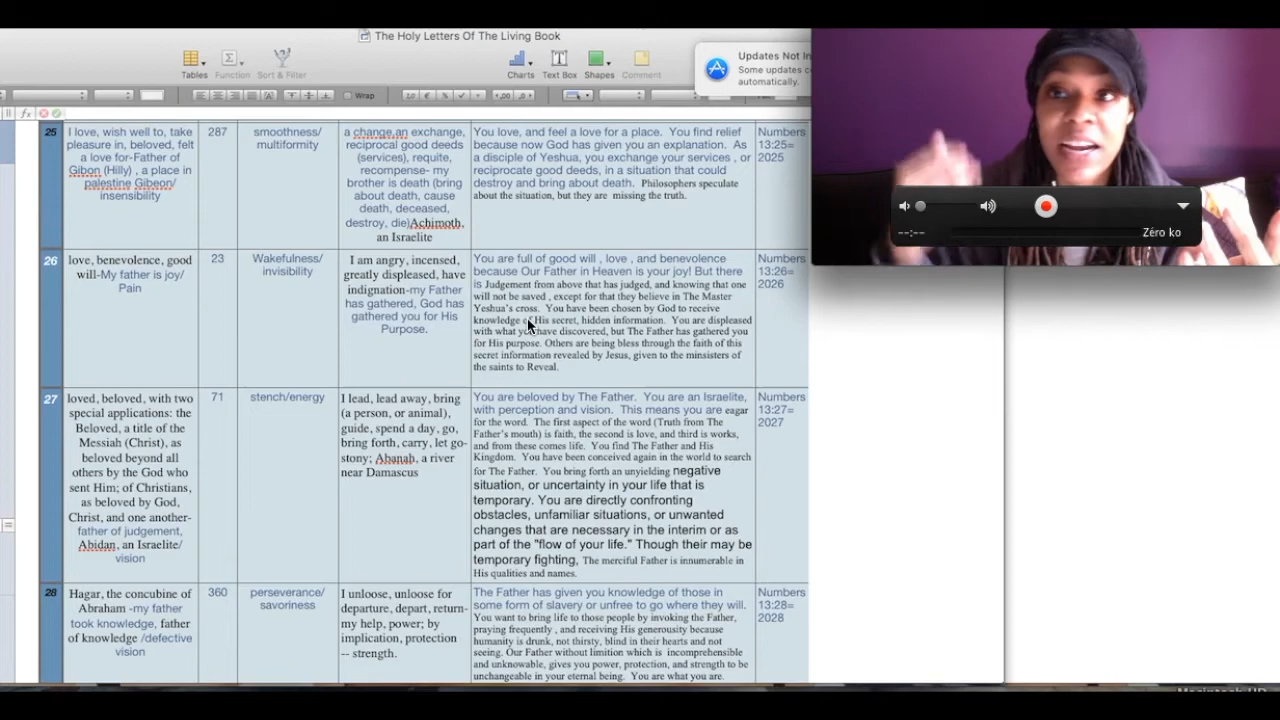 The Holy Letters Of The Living Book
Tables
Function
Sort & Filter
Charts
Text Box
Shapes
Comment
Updates Not In
Some updates c
automatically.
Wrap
fx
25
I love, wish well to, take
pleasure in, beloved, felt
a love for-Father of
Gibon (Hilly) , a place in
palestine Gibeon/
insensibility
287
smoothness/
multiformity
a change,an exchange,
reciprocal good deeds
(services), requite,
recompense- my
brother is death (bring
about death, cause
death, deceased,
destroy, die)Achimoth,
an Israelite
You love, and feel a love for a place. You find relief
because now God has given you an explanation. As
a disciple of Yeshua, you exchange your services , or
reciprocate good deeds, in a situation that could
destroy and bring about death. Philosophers speculate
about the situation, but they are missing the truth.
Numbers
13:25=
2025
26
love, benevolence, good
will-My father is joy/
Pain
23
Wakefulness/
invisibility
I am angry, incensed,
greatly displeased, have
indignation-my Father
has gathered, God has
gathered you for His
Purpose.
You are full of good will , love , and benevolence
because Our Father in Heaven is your joy! But there
is Judgement from above that has judged, and knowing that one
will not be saved , except for that they believe in The Master
Yeshua's cross. You have been chosen by God to receive
knowledge of His secret, hidden information. You are displeased
with what you have discovered, but The Father has gathered you
for His purpose. Others are being bless through the faith of this
secret information revealed by Jesus, given to the minsisters of
the saints to Reveal.
Numbers
13:26=
2026
27
loved, beloved, with two
special applications: the
Beloved, a title of the
Messiah (Christ), as
beloved beyond all
others by the God who
sent Him; of Christians,
as beloved by God,
Christ, and one another-
father of judgement,
Abidan, an Israelite/
vision
71
stench/energy
I lead, lead away, bring
(a person, or animal),
guide, spend a day, go,
bring forth, carry, let go-
stony; Abanah, a river
near Damascus
You are beloved by The Father. You are an Israelite,
with perception and vision. This means you are eagar
for the word. The first aspect of the word (Truth from The
Father's mouth) is faith, the second is love, and third is works,
and from these comes life. You find The Father and His
Kingdom. You have been conceived again in the world to search
for The Father. You bring forth an unyielding negative
situation, or uncertainty in your life that is
temporary. You are directly confronting
obstacles, unfamiliar situations, or unwanted
changes that are necessary in the interim or as
part of the "flow of your life." Though their may be
temporary fighting, The merciful Father is innumerable in
His qualities and names.
Numbers
13:27=
2027
28
Hagar, the concubine of
Abraham -my father
took knowledge, father
of knowledge /defective
vision
360
perseverance/
savoriness
I unloose, unloose for
departure, depart, return-
my help, power; by
implication, protection
-- strength.
The Father has given you knowledge of those in
some form of slavery or unfree to go where they will.
You want to bring life to those people by invoking the Father,
praying frequently , and receiving His generousity because
humanity is drunk, not thirsty, blind in their hearts and not
seeing. Our Father without limition which is incomprehensible
and unknowable, gives you power, protection, and strength to be
unchangeable in your eternal being. You are what you are.
Numbers
13:28=
2028
--:--
Zéro ko